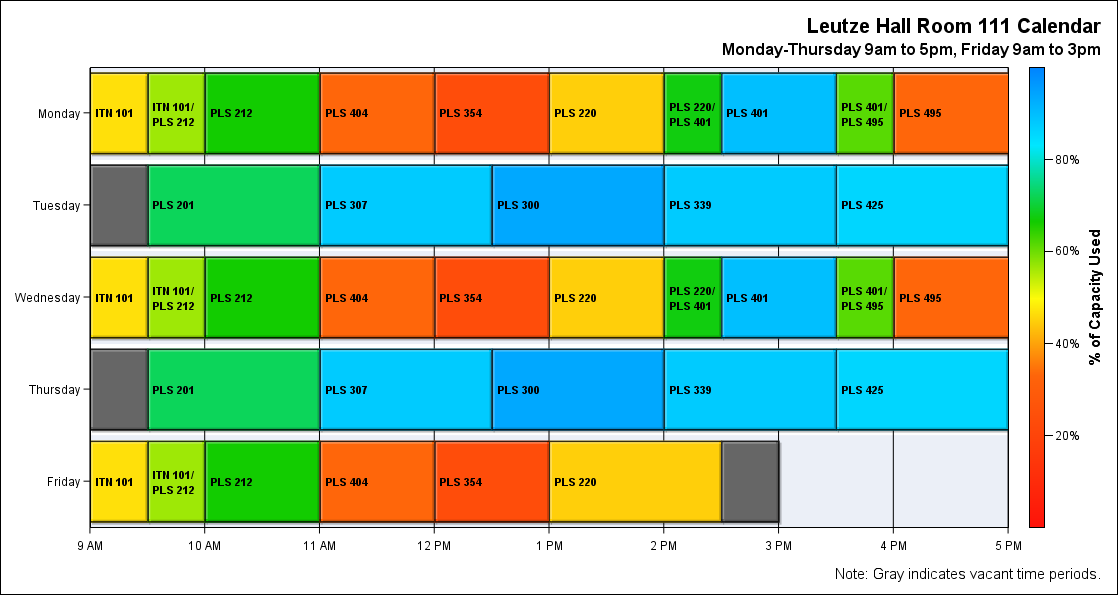 Leutze Hall Room 111 Calendar
Monday-Thursday 9am to 5pm, Friday 9am to 3pm
Monday
ITN 101
ITN 101/
PLS 212
PLS 212
PLS 404
PLS 354
PLS 220
PLS 220/
PLS 401
PLS 401
PLS 401/
PLS 495
PLS 495
Tuesday
PLS 201
PLS 307
PLS 300
PLS 339
PLS 425
Wednesday
ITN 101
ITN 101/
PLS 212
PLS 212
PLS 404
PLS 354
PLS 220
PLS 220/
PLS 401
PLS 401
PLS 401/
PLS 495
PLS 495
Thursday
PLS 201
PLS 307
PLS 300
PLS 339
PLS 425
Friday
ITN 101
ITN 101/
PLS 212
PLS 212
PLS 404
PLS 354
PLS 220
9 AM
10 AM
11 AM
12 PM
1 PM
2 PM
3 PM
4 PM
5 PM
80%
60%
40%
20%
% of Capacity Used
Note: Gray indicates vacant time periods.